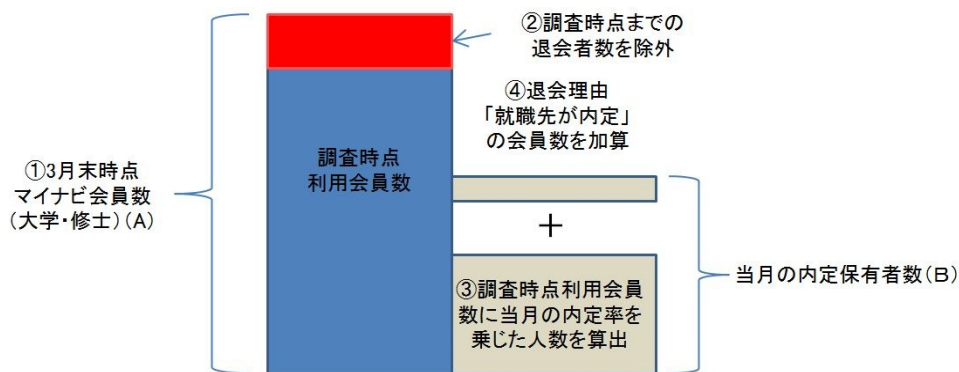 ②調査時点までの
退会者数を除外
④退会理由
「就職先が内定」
の会員数を加算
①3月末時点
マイナビ会員数
(大学・修士)(A)
調査時点
利用会員数
+
③調査時点利用会員
数に当月の内定率を
乗じた人数を算出
当月の内定保有者数(B)